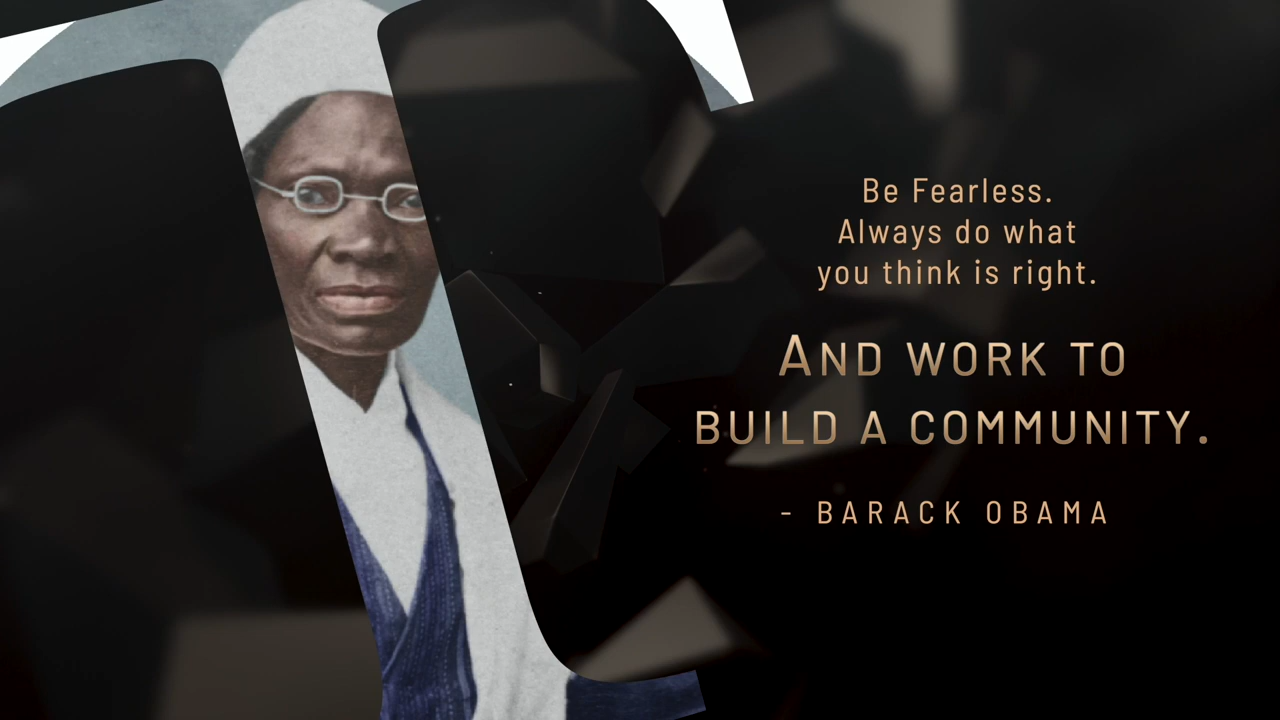 Be Fearless.
Always do what
you think is right.
AND WORK TO
BUILD A COMMUNITY.
- BARACK OBAMA